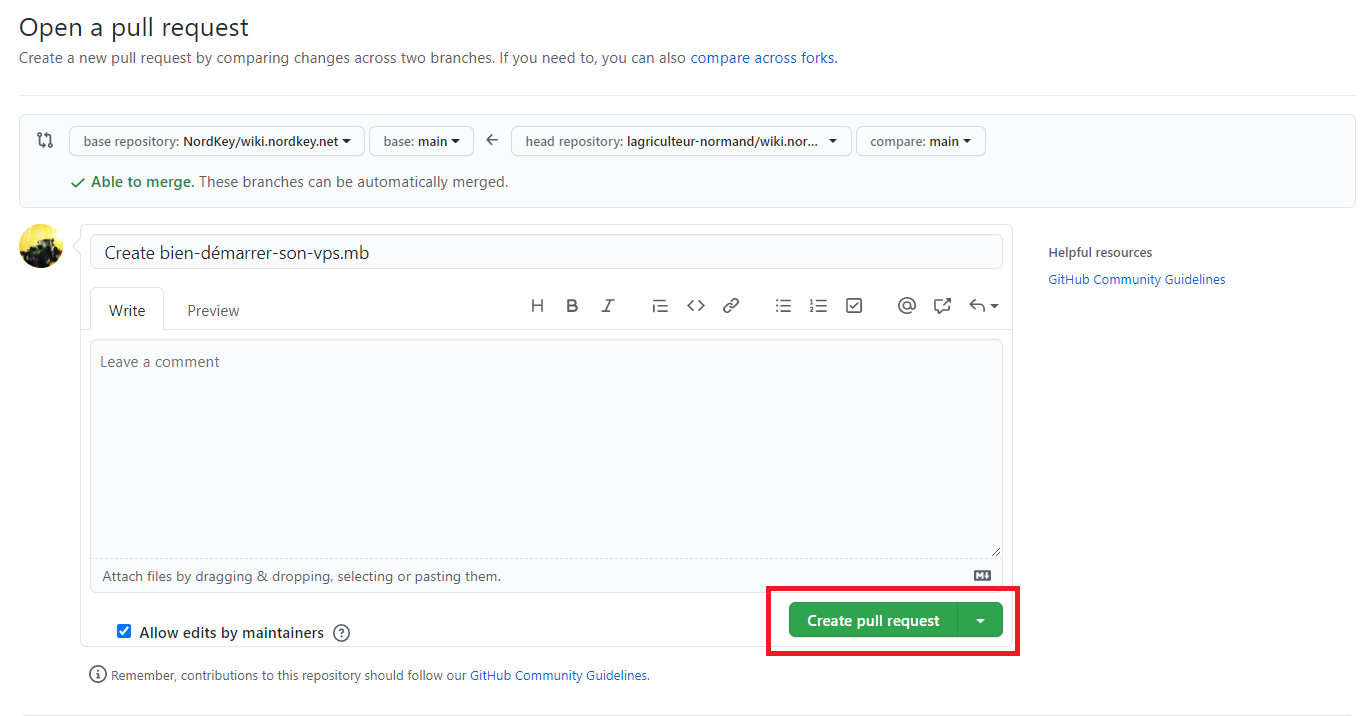 Open a pull request
Create a new pull request by comparing changes across two branches. If you need to, you can also compare across forks.
base repository: NordKey/wiki.nordkey.net
base: main
head repository: lagriculteur-normand/wiki.nor...
compare: main
Able to merge. These branches can be automatically merged.
Create bien-démarrer-son-vps.mb
Helpful resources
GitHub Community Guidelines
Write
Preview
Leave a comment
Attach files by dragging & dropping, selecting or pasting them.
Allow edits by maintainers
Create pull request
Remember, contributions to this repository should follow our GitHub Community Guidelines.